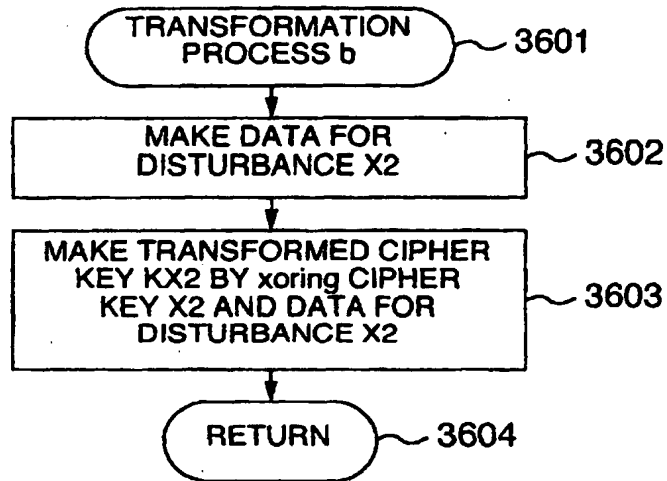 TRANSFORMATION
PROCESS b
3601
MAKE DATA FOR
DISTURBANCE X2
3602
MAKE TRANSFORMED CIPHER
KEY KX2 BY xoring CIPHER
KEY X2 AND DATA FOR
DISTURBANCE X2
3603
RETURN
3604